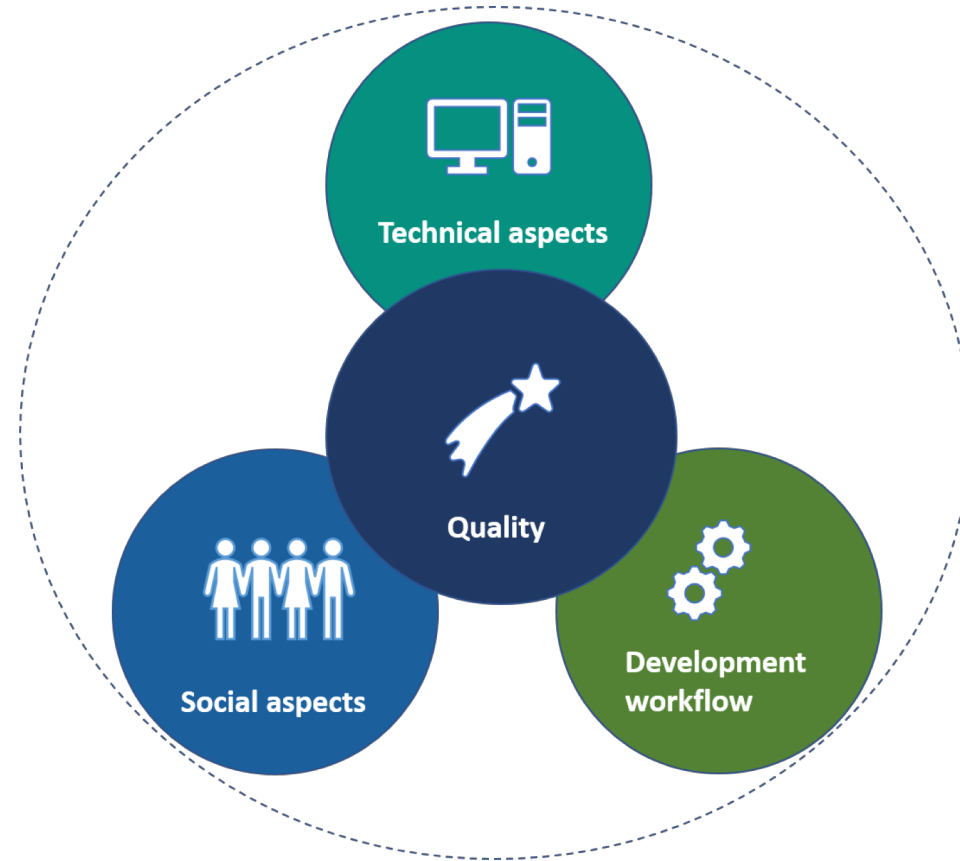 Technical aspects
Quality
Social aspects
Development
workflow